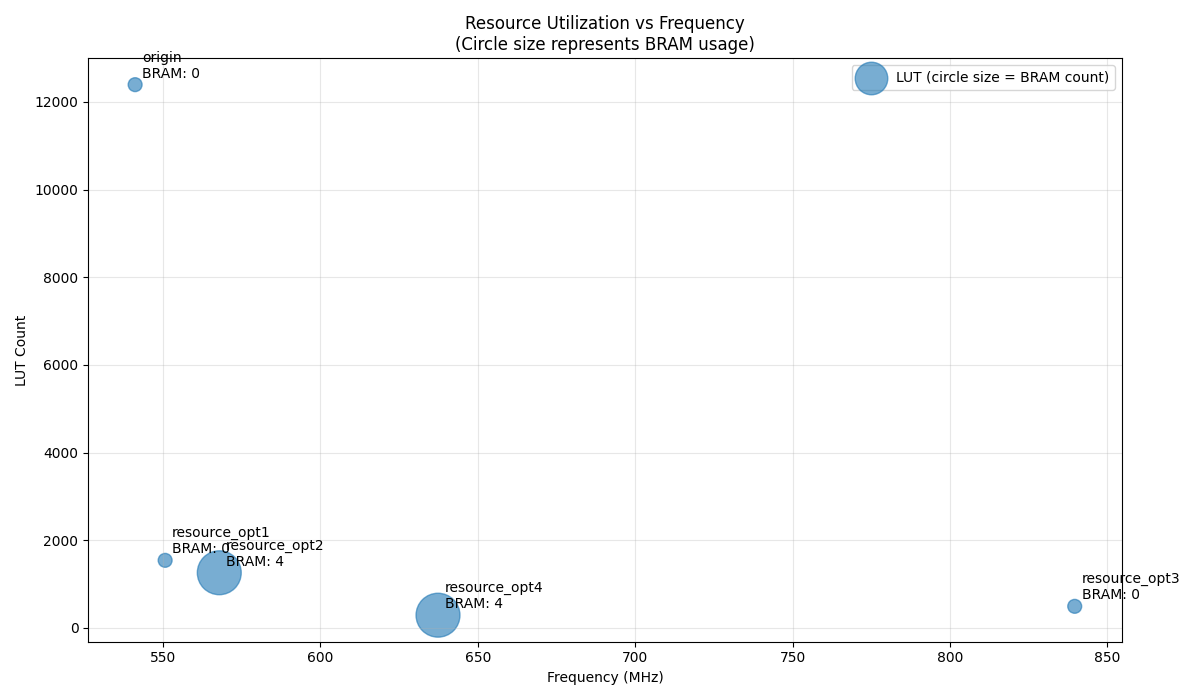 Resource Utilization vs Frequency
(Circle size represents BRAM usage)
origin
BRAM: 0
LUT (circle size = BRAM count)
12000
10000
8000
6000
4000
2000
0
LUT Count
resource_opt1
BRAM: 0
resource_opt2
BRAM: 4
resource_opt4
BRAM: 4
resource_opt3
BRAM: 0
550
600
650
700
750
800
850
Frequency (MHz)